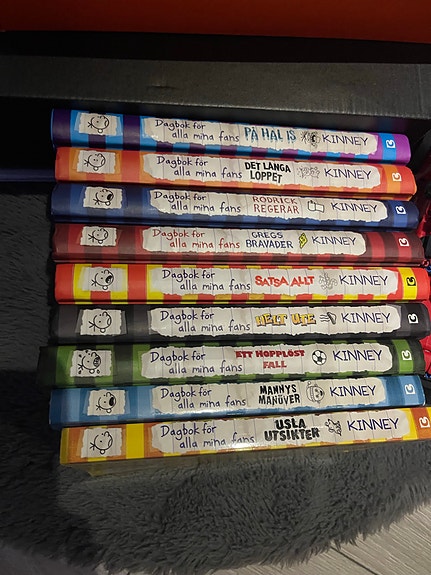 Dagbok för
alla mina fans
PÅ HAL IS
KINNEY
Dagbok för
alla mina fans
DET LÅNGA
LOPPET
KINNEY
Dagbok för
alla mina fans
RODRICK
REGERAR
KINNEY
Dagbok för
alla mina fans
GREGS
BRAVADER
KINNEY
Dagbok för
alla mina fans
SATSA ALLT
KINNEY
Dagbok för
alla mina fans
HELT UTE
KINNEY
Dagbok för
alla mina fans
ETT HOPPLÖST
FALL
KINNEY
Dagbok för
alla mina fans
MANNYS
MANÖVER
KINNEY
Dagbok för
alla mina fans
USLA
UTSIKTER
KINNEY